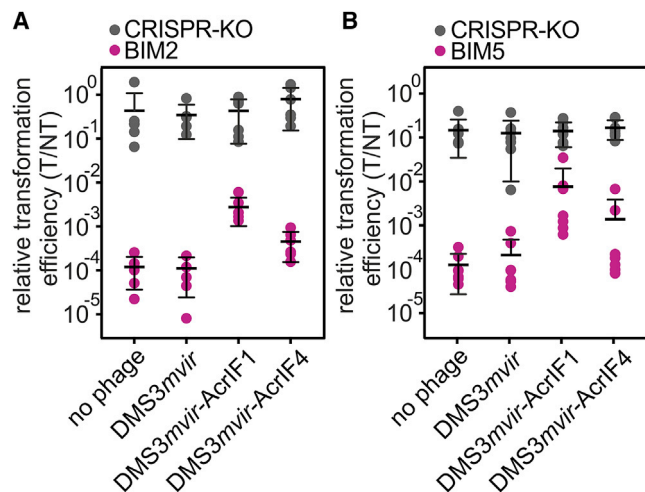 A
CRISPR-KO
BIM2
relative transformation
efficiency (T/NT)
10^0
10^-1
10^-2
10^-3
10^-4
10^-5
no phage
DMS3mvir
DMS3mvir-AcrIF1
DMS3mvir-AcrIF4
B
CRISPR-KO
BIM5
relative transformation
efficiency (T/NT)
10^0
10^-1
10^-2
10^-3
10^-4
10^-5
no phage
DMS3mvir
DMS3mvir-AcrIF1
DMS3mvir-AcrIF4